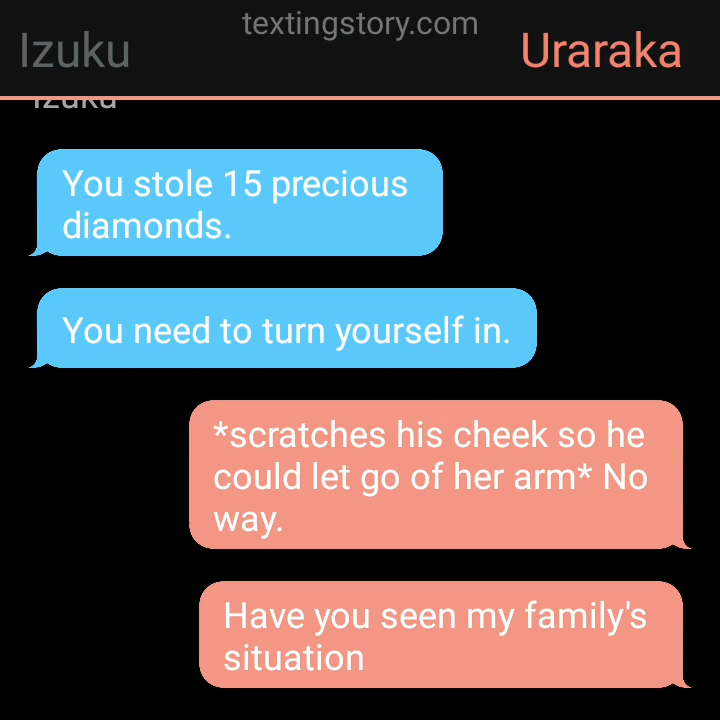 textingstory.com
Izuku
Uraraka
Izuku
You stole 15 precious
diamonds.
You need to turn yourself in.
*scratches his cheek so he
could let go of her arm* No
way.
Have you seen my family's
situation